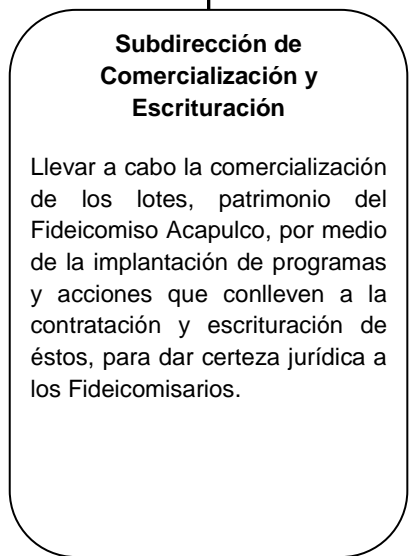 Subdirección de
Comercialización y
Escrituración
Llevar a cabo la comercialización
de los lotes, patrimonio del
Fideicomiso Acapulco, por medio
de la implantación de programas
y acciones que conlleven a la
contratación y escrituración de
éstos, para dar certeza jurídica a
los Fideicomisarios.